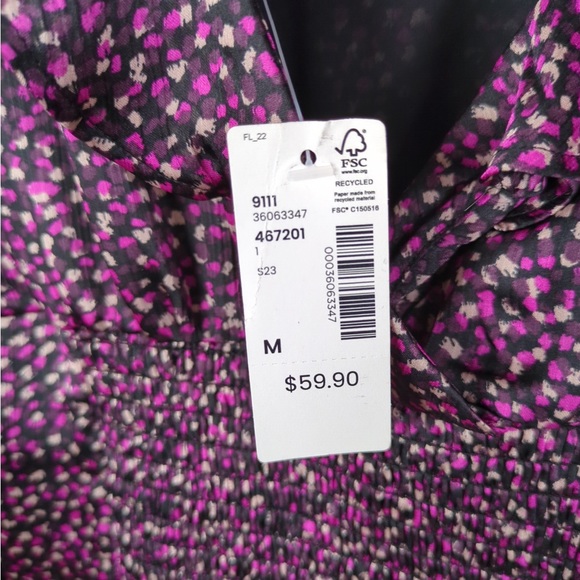 FL_22
FSC
www.fsc.org
RECYCLED
Paper made from
recycled material
FSC® C150516
9111
36063347
467201
1
S23
00036063347
M
$59.90